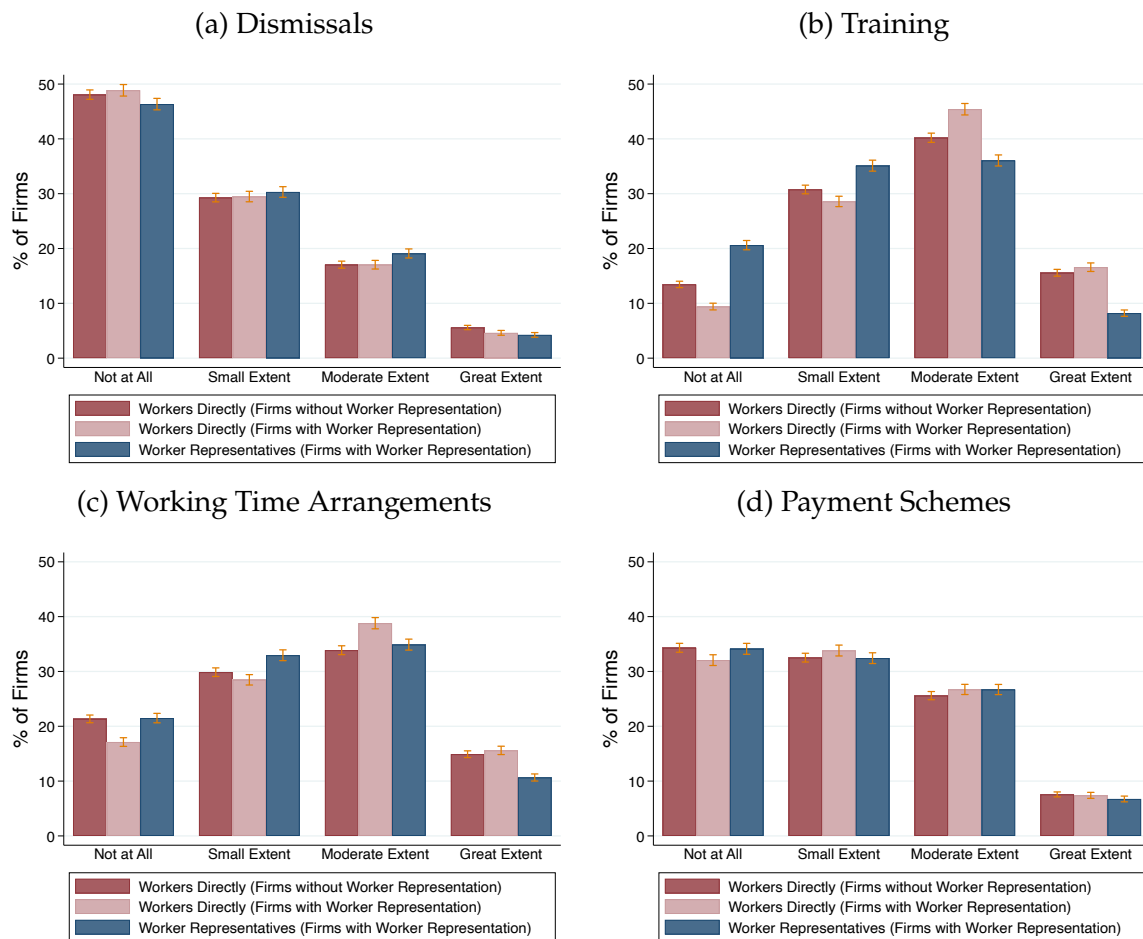 (a) Dismissals
% of Firms
50
40
30
20
10
0
Not at All Small Extent Moderate Extent Great Extent
Workers Directly (Firms without Worker Representation)
Workers Directly (Firms with Worker Representation)
Worker Representatives (Firms with Worker Representation)
(b) Training
% of Firms
50
40
30
20
10
0
Not at All Small Extent Moderate Extent Great Extent
Workers Directly (Firms without Worker Representation)
Workers Directly (Firms with Worker Representation)
Worker Representatives (Firms with Worker Representation)
(c) Working Time Arrangements
% of Firms
50
40
30
20
10
0
Not at All Small Extent Moderate Extent Great Extent
Workers Directly (Firms without Worker Representation)
Workers Directly (Firms with Worker Representation)
Worker Representatives (Firms with Worker Representation)
(d) Payment Schemes
% of Firms
50
40
30
20
10
0
Not at All Small Extent Moderate Extent Great Extent
Workers Directly (Firms without Worker Representation)
Workers Directly (Firms with Worker Representation)
Worker Representatives (Firms with Worker Representation)